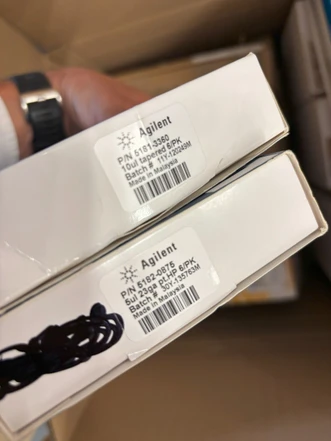 Agilent
P/N 5181-3360
10ul tapered 6/PK
Batch # 11Y-120249M
Made in Malaysia
Agilent
P/N 5182-0875
5ul 23ga pt.HP 6/PK
Made in Malaysia